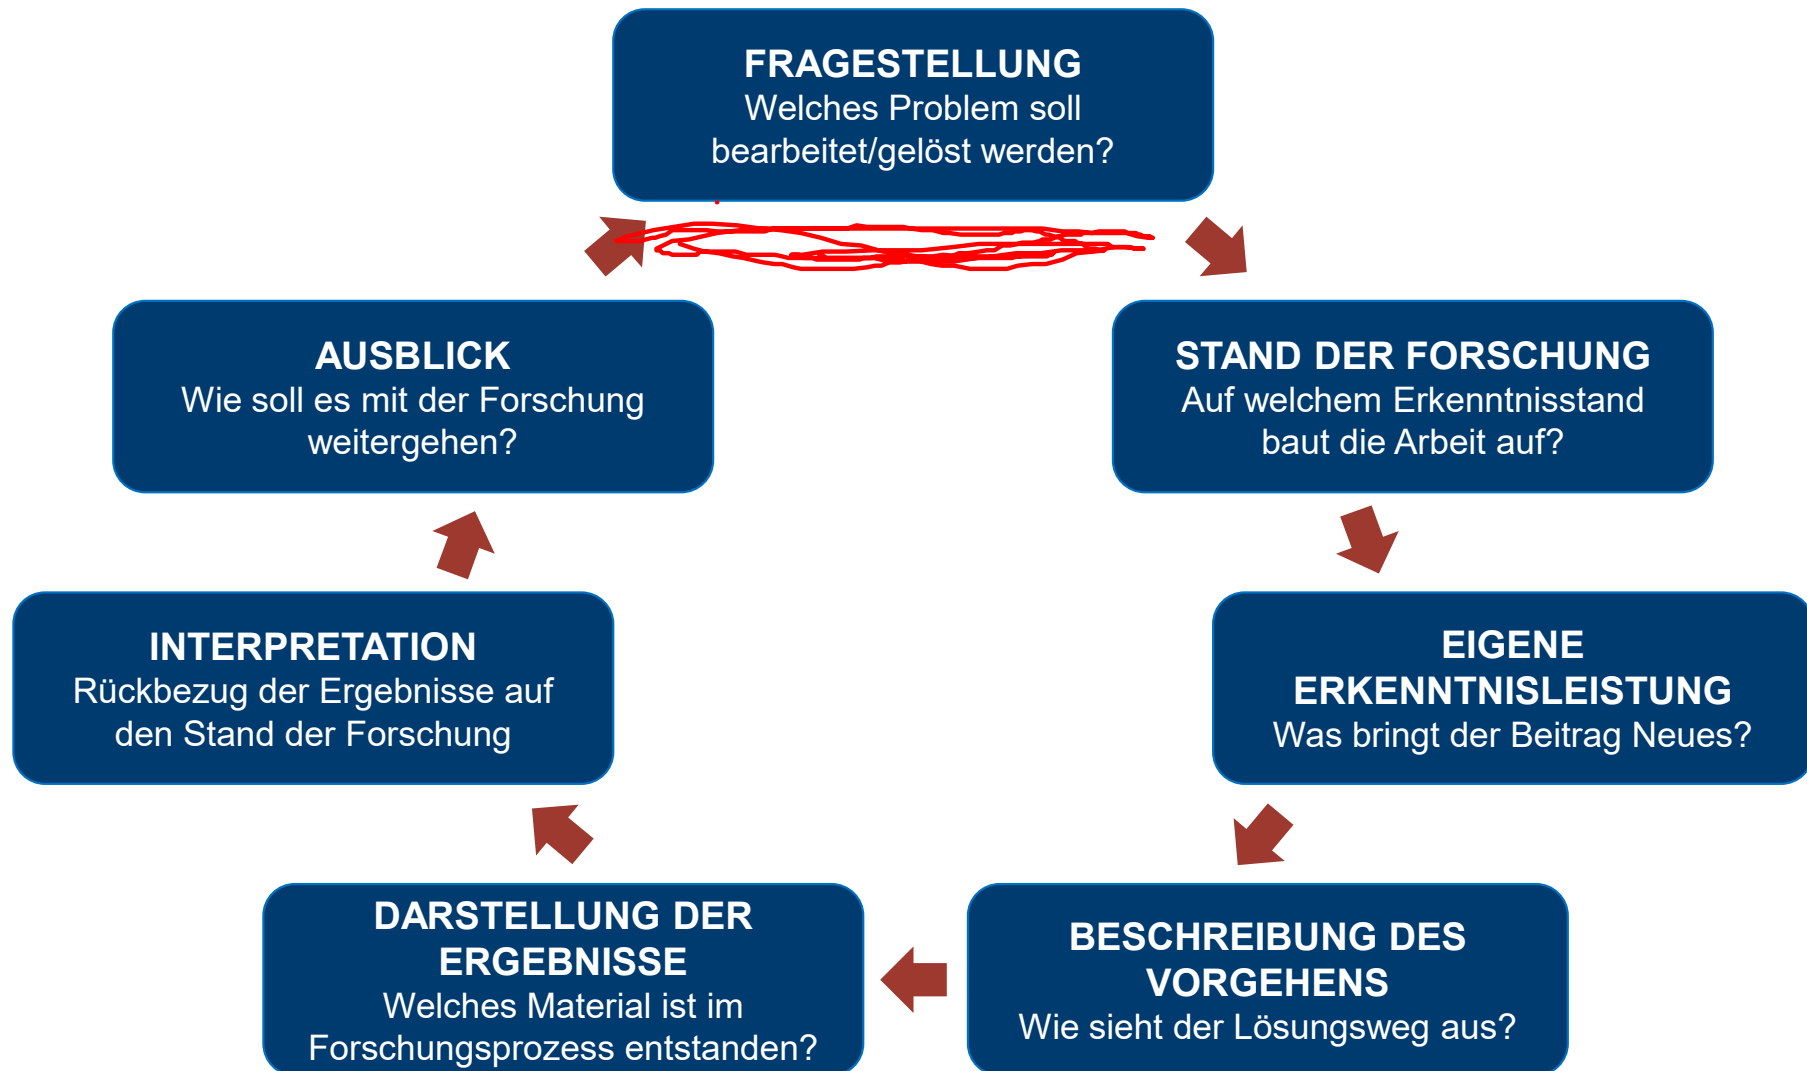 FRAGESTELLUNG
Welches Problem soll
bearbeitet/gelöst werden?
STAND DER FORSCHUNG
Auf welchem Erkenntnisstand
baut die Arbeit auf?
EIGENE
ERKENNTNISLEISTUNG
Was bringt der Beitrag Neues?
BESCHREIBUNG DES
VORGEHENS
Wie sieht der Lösungsweg aus?
DARSTELLUNG DER
ERGEBNISSE
Welches Material ist im
Forschungsprozess entstanden?
INTERPRETATION
Rückbezug der Ergebnisse auf
den Stand der Forschung
AUSBLICK
Wie soll es mit der Forschung
weitergehen?